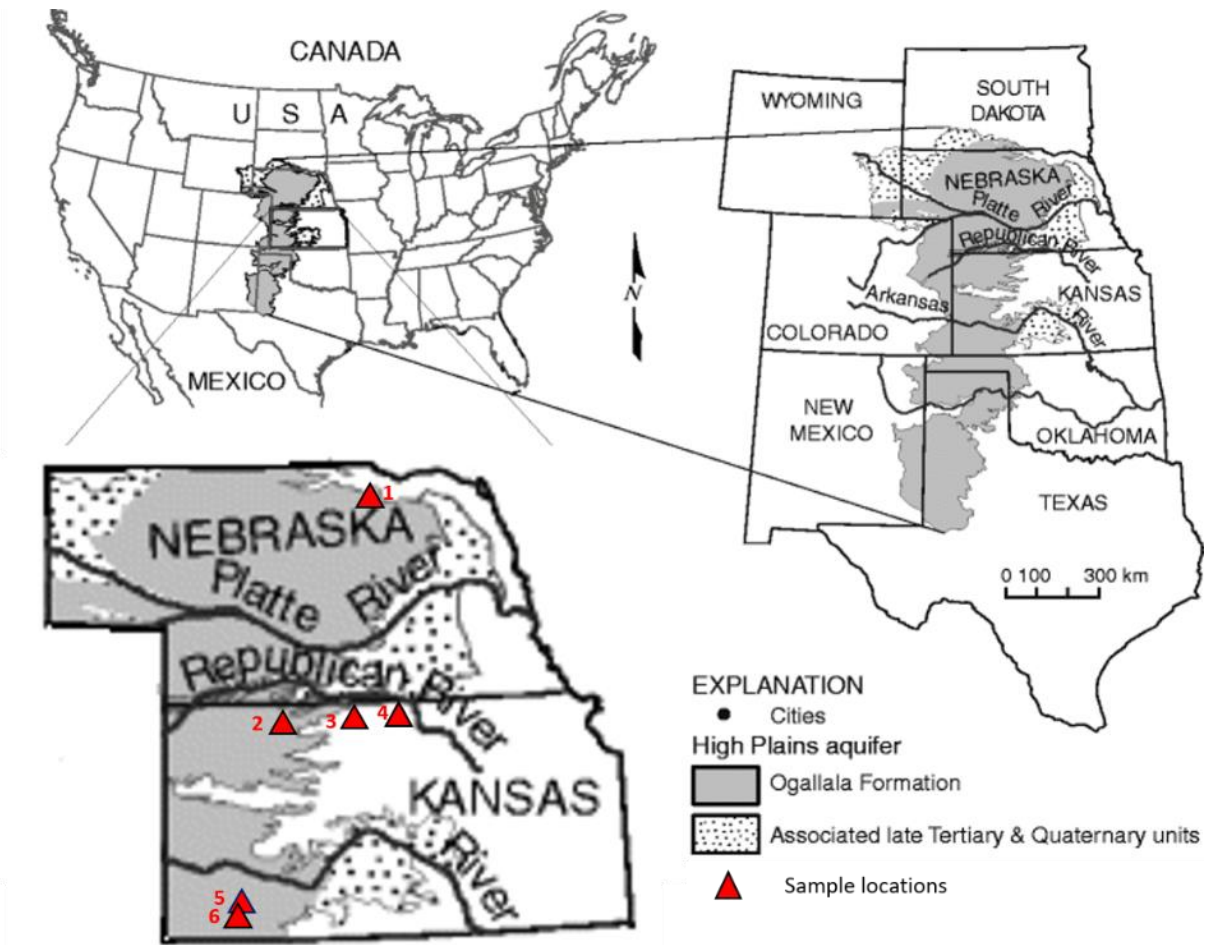 CANADA
U S A
MEXICO
N
WYOMING
SOUTH
DAKOTA
NEBRASKA
Platte River
Republican River
Arkansas River
KANSAS
COLORADO
NEW
MEXICO
OKLAHOMA
TEXAS
0 100 300 km
1
NEBRASKA
Platte River
Republican River
2
3
4
KANSAS
River
5
6
EXPLANATION
Cities
High Plains aquifer
Ogallala Formation
Associated late Tertiary & Quaternary units
Sample locations